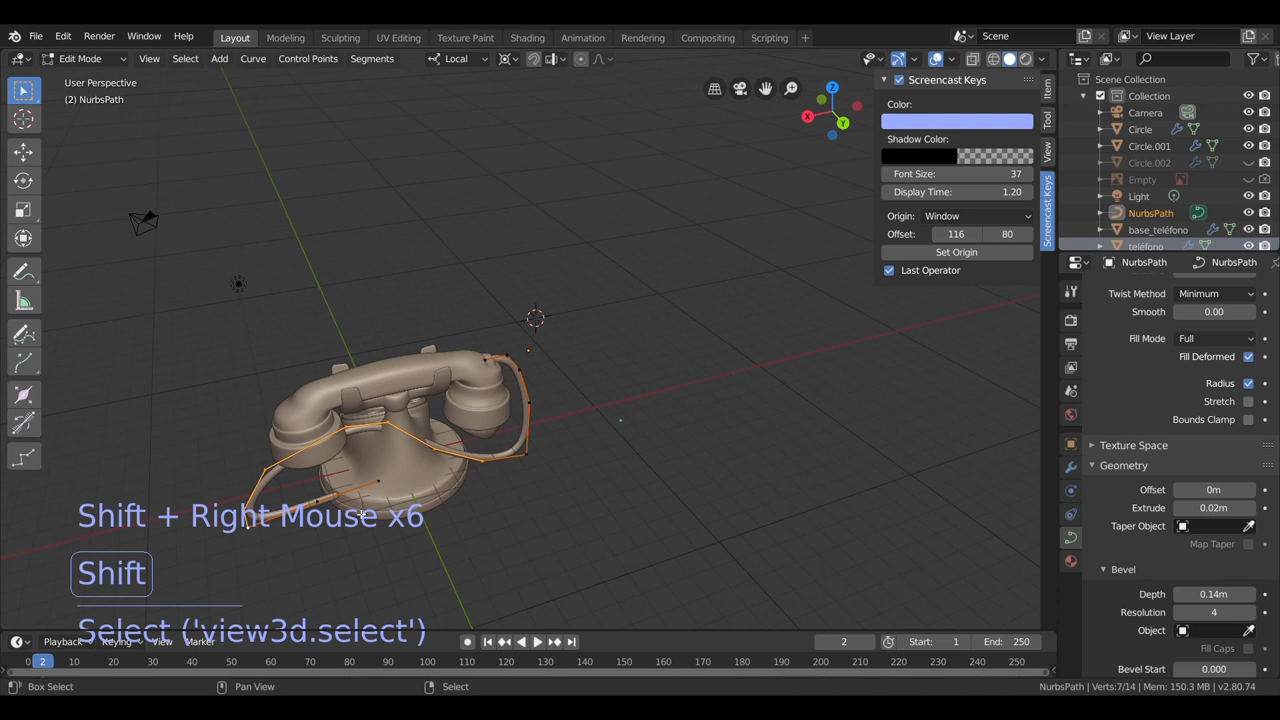 File Edit Render Window Help Layout Modeling Sculpting UV Editing Texture Paint Shading Animation Rendering Compositing Scripting + Scene View Layer
Edit Mode View Select Add Curve Control Points Segments Local
User Perspective
(2) NurbsPath
X Y Z
Screencast Keys
Color:
Shadow Color:
Font Size: 37
Display Time: 1.20
Origin: Window
Offset: 116 80
Set Origin
Last Operator
Item
Tool
View
Screencast Keys
Scene Collection
Collection
Camera
Circle
Circle.001
Circle.002
Empty
Light
NurbsPath
base_teléfono
teléfono
NurbsPath NurbsPath
Twist Method Minimum
Smooth 0.00
Fill Mode Full
Fill Deformed
Radius
Stretch
Bounds Clamp
Texture Space
Geometry
Offset 0m
Extrude 0.02m
Taper Object
Map Taper
Bevel
Depth 0.14m
Resolution 4
Object
Fill Caps
Bevel Start 0.000
Shift + Right Mouse x6
Shift
Select ('view3d.select')
Playback Keying View Marker 2 Start: 1 End: 250
0 2 10 20 30 40 50 60 70 80 90 100 110 120 130 140 150 160 170 180 190 200 210 220 230 240 250
Box Select Pan View Select NurbsPath | Verts:7/14 | Mem: 150.3 MB | v2.80.74